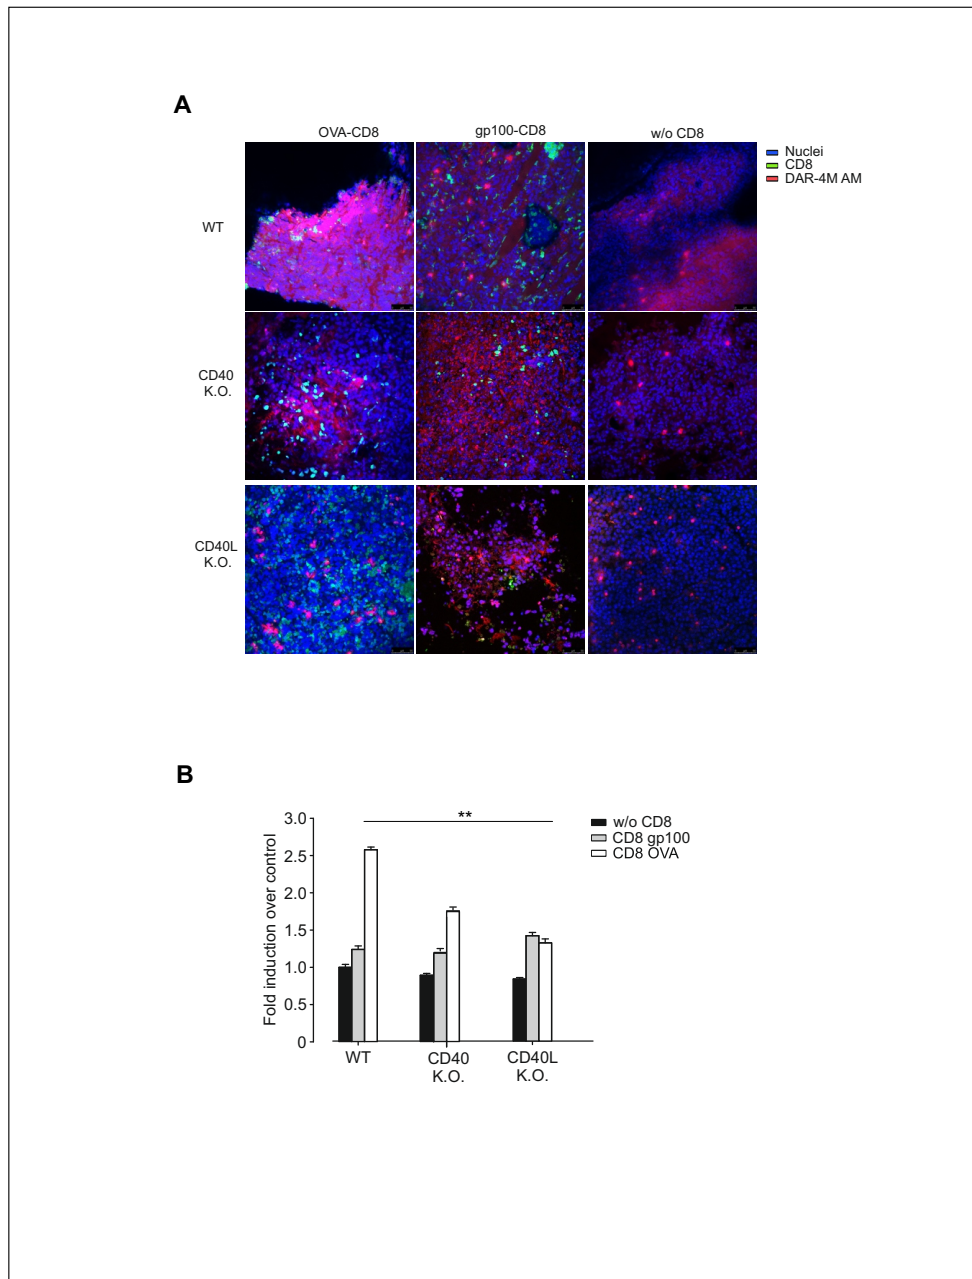 A
OVA-CD8 gp100-CD8 w/o CD8
Nuclei
CD8
DAR-4M AM
WT
CD40
K.O.
CD40L
K.O.
B
**
w/o CD8
CD8 gp100
CD8 OVA
Fold induction over control
3.0
2.5
2.0
1.5
1.0
0.5
0
WT
CD40
K.O.
CD40L
K.O.